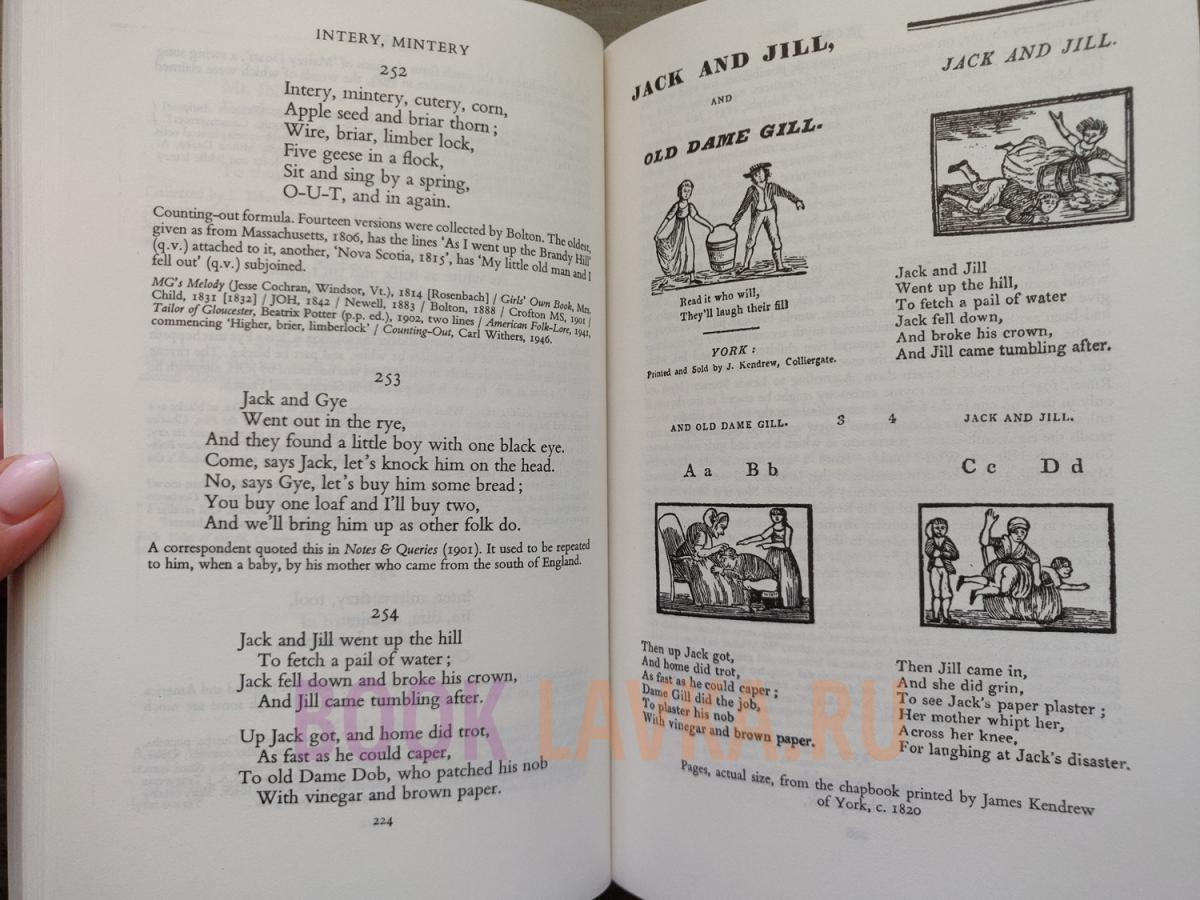 INTERY, MINTERY
252
Intery, mintery, cutery, corn,
Apple seed and briar thorn;
Wire, briar, limber lock,
Five geese in a flock,
Sit and sing by a spring,
O-U-T, and in again.
Counting-out formula. Fourteen versions were collected by Bolton. The oldest,
given as from Massachusetts, 1806, has the lines 'As I went up the Brandy Hill'
(q.v.) attached to it, another, 'Nova Scotia, 1815', has 'My little old man and I
fell out' (q.v.) subjoined.
MG's Melody (Jesse Cochran, Windsor, Vt.), 1814 [Rosenbach] / Girls' Own Book, Mrs.
Child, 1831 [1832] / JOH, 1842 / Newell, 1883 / Bolton, 1888 / Crofton MS, 1901 /
Tailor of Gloucester, Beatrix Potter (p.p. ed.), 1902, two lines / American Folk-Lore, 1941,
commencing 'Higher, brier, limberlock' / Counting-Out, Carl Withers, 1946.
253
Jack and Gye
Went out in the rye,
And they found a little boy with one black eye.
Come, says Jack, let's knock him on the head.
No, says Gye, let's buy him some bread;
You buy one loaf and I'll buy two,
And we'll bring him up as other folk do.
A correspondent quoted this in Notes & Queries (1901). It used to be repeated
to him, when a baby, by his mother who came from the south of England.
254
Jack and Jill went up the hill
To fetch a pail of water;
Jack fell down and broke his crown,
And Jill came tumbling after.
Up Jack got, and home did trot,
As fast as he could caper,
To old Dame Dob, who patched his nob
With vinegar and brown paper.
224
JACK AND JILL,
AND
OLD DAME GILL.
Read it who will,
They'll laugh their fill
YORK:
Printed and Sold by J. Kendrew, Colliergate.
JACK AND JILL.
Jack and Jill
Went up the hill,
To fetch a pail of water
Jack fell down,
And broke his crown,
And Jill came tumbling after.
AND OLD DAME GILL. 3
4 JACK AND JILL.
A a B b
C c D d
Then up Jack got,
And home did trot,
As fast as he could caper;
Dame Gill did the job,
To plaster his nob
With vinegar and brown paper.
Then Jill came in,
And she did grin,
To see Jack's paper plaster;
Her mother whipt her,
Across her knee,
For laughing at Jack's disaster.
Pages, actual size, from the chapbook printed by James Kendrew
of York, c. 1820
BOOK LAVKA.RU